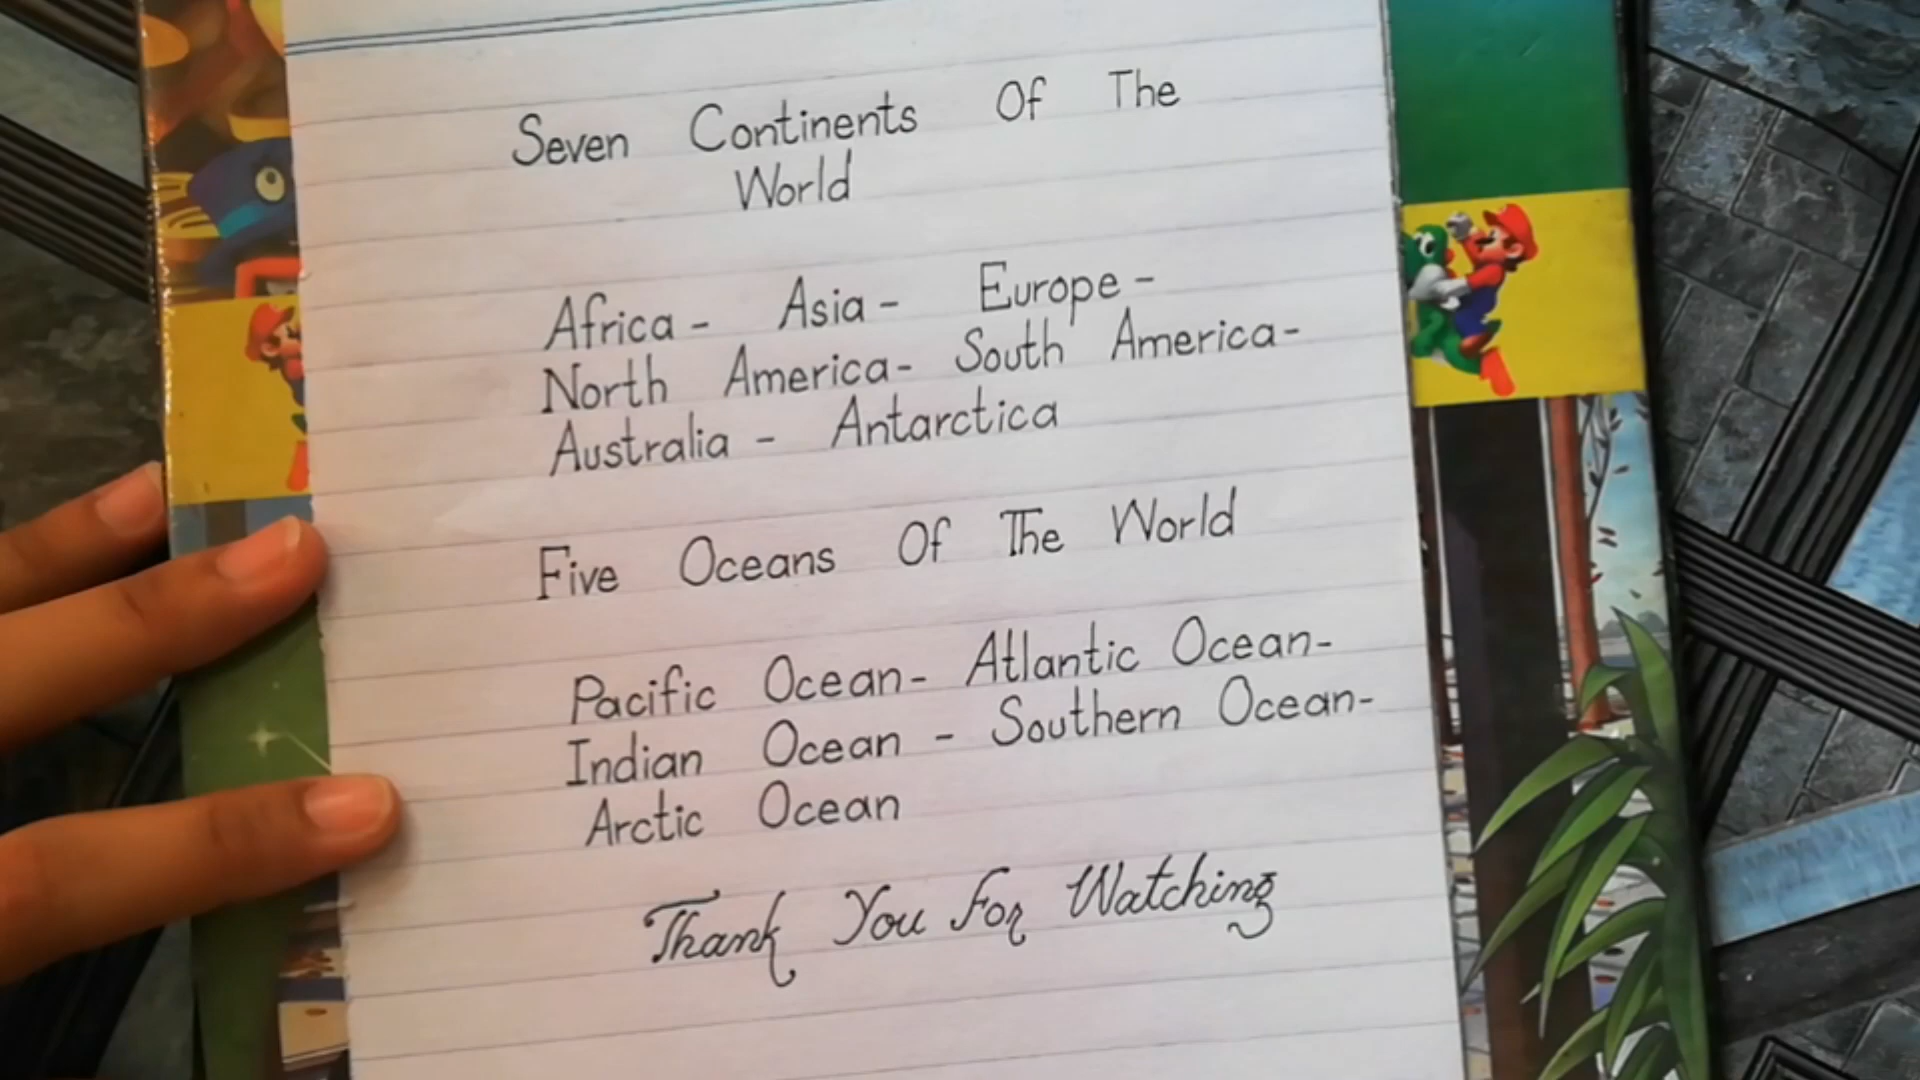 Seven Continents Of The
World
Africa - Asia - Europe -
North America - South America -
Australia - Antarctica
Five Oceans Of The World
Pacific Ocean - Atlantic Ocean -
Indian Ocean - Southern Ocean -
Arctic Ocean
Thank You For Watching